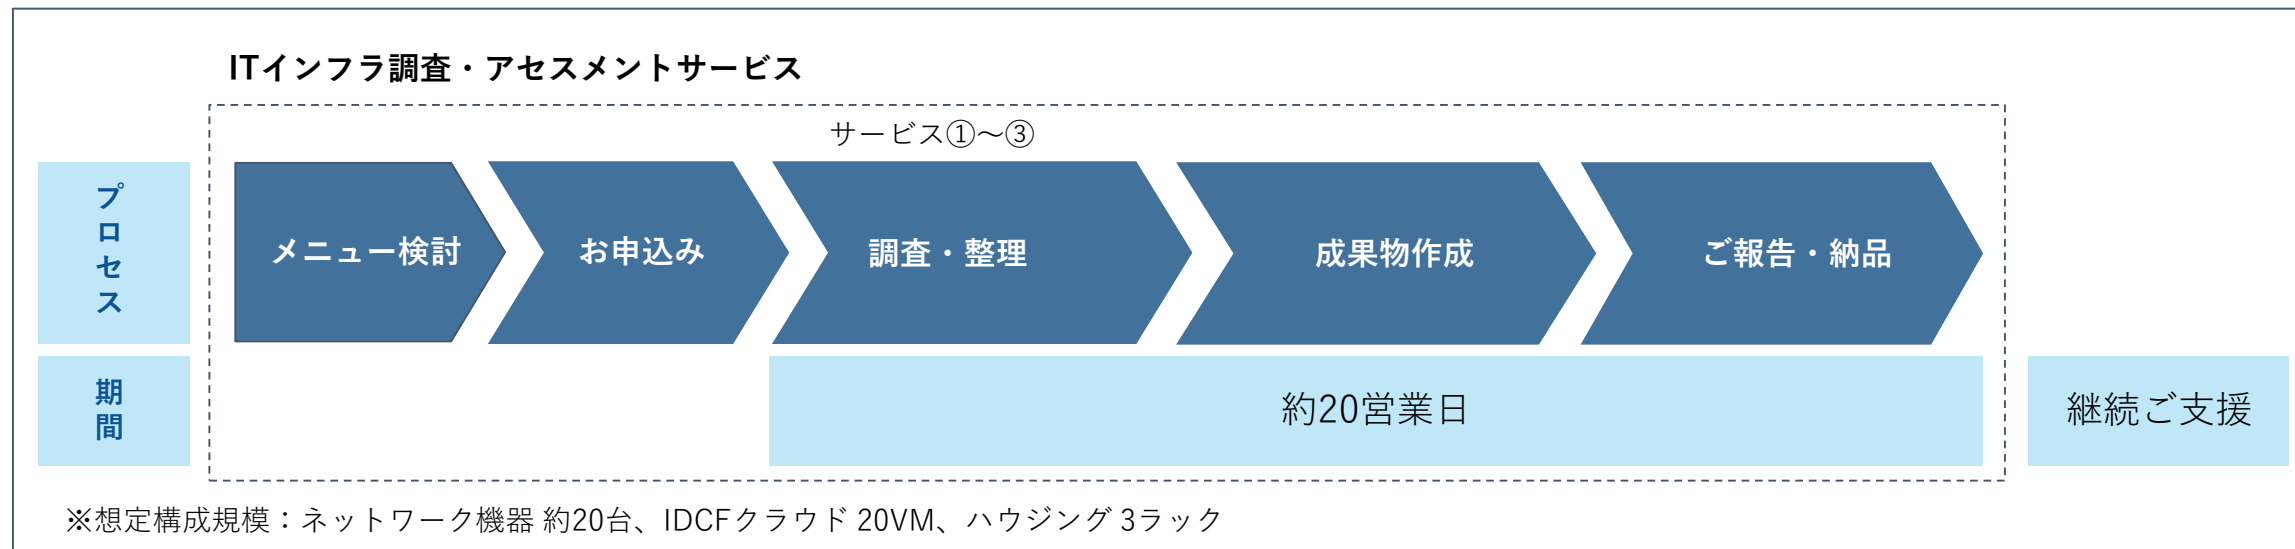 ITインフラ調査・アセスメントサービス
サービス①～③
プロセス
メニュー検討
お申込み
調査・整理
成果物作成
ご報告・納品
期間
約20営業日
継続ご支援
※想定構成規模：ネットワーク機器 約20台、IDCFクラウド 20VM、ハウジング 3ラック